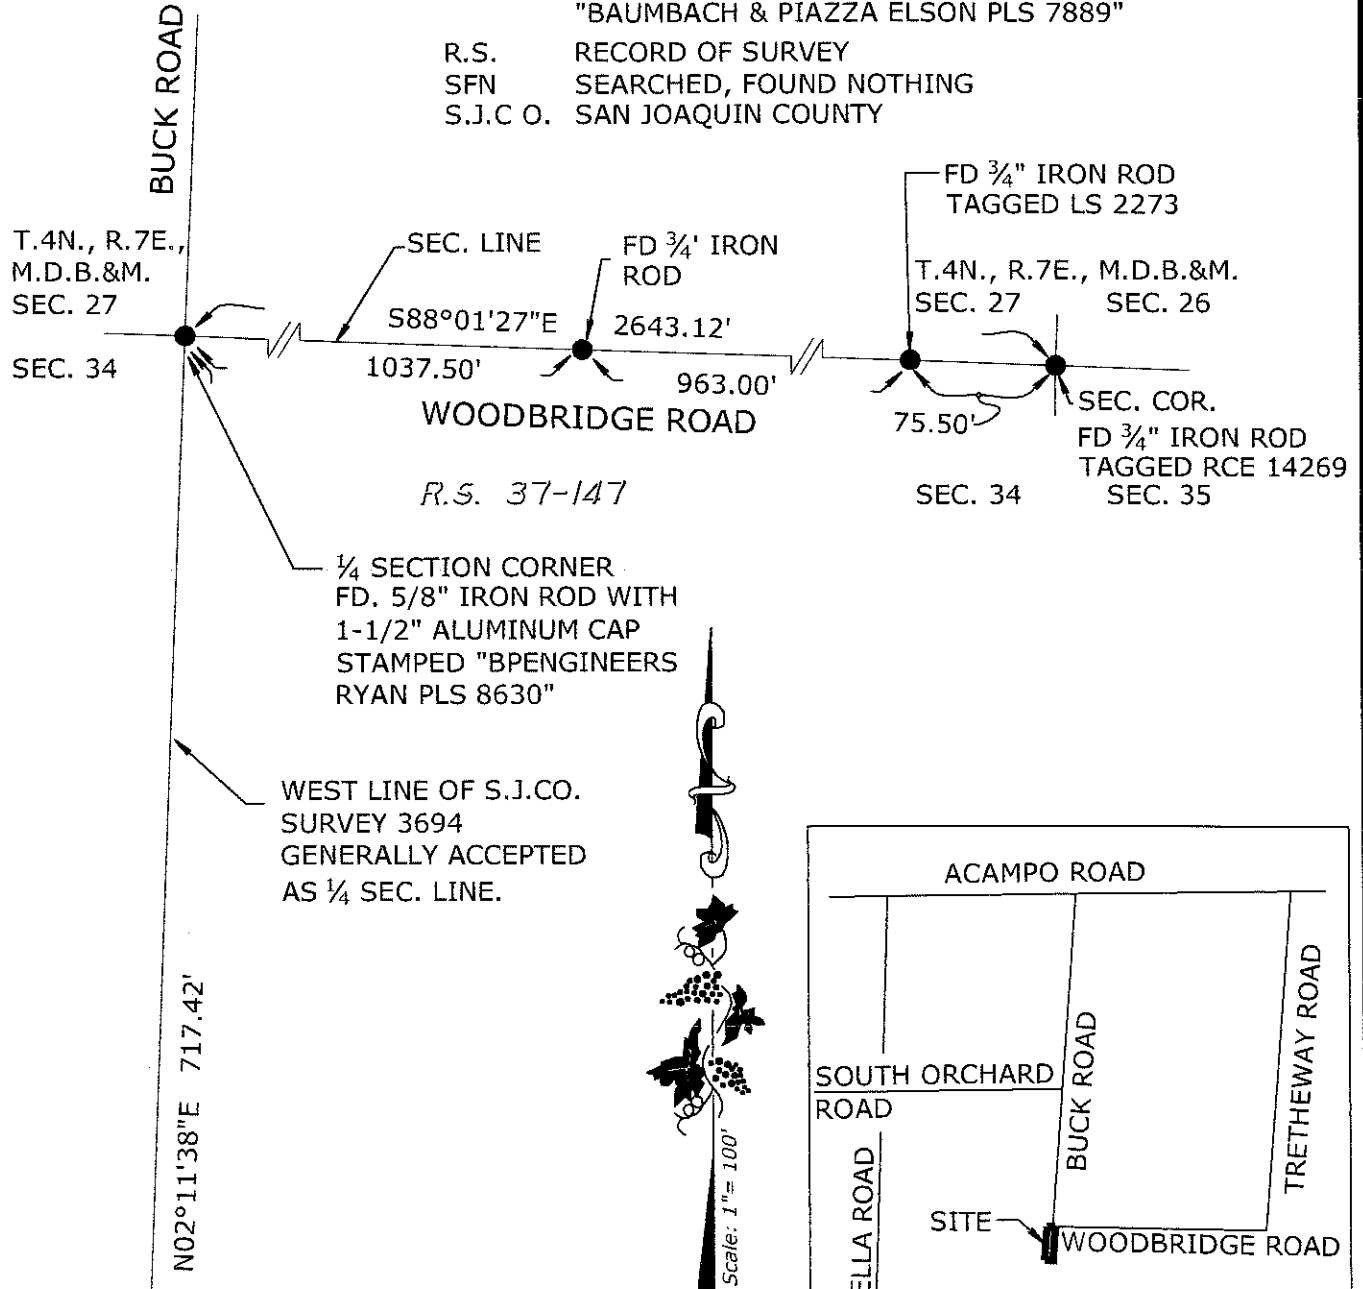 "BAUMBACH & PIAZZA ELSON PLS 7889"
R.S. RECORD OF SURVEY
SFN SEARCHED, FOUND NOTHING
S.J.C O. SAN JOAQUIN COUNTY
BUCK ROAD
FD ¾" IRON ROD
TAGGED LS 2273
T.4N., R.7E.,
M.D.B.&M.
SEC. 27
SEC. 34
SEC. LINE
FD ¾' IRON
ROD
T.4N., R.7E., M.D.B.&M.
SEC. 27 SEC. 26
S88°01'27"E 2643.12'
1037.50'
963.00'
75.50'
WOODBRIDGE ROAD
SEC. COR.
FD ¾" IRON ROD
TAGGED RCE 14269
SEC. 34 SEC. 35
R.S. 37-147
¼ SECTION CORNER
FD. 5/8" IRON ROD WITH
1-1/2" ALUMINUM CAP
STAMPED "BPENGINEERS
RYAN PLS 8630"
WEST LINE OF S.J.CO.
SURVEY 3694
GENERALLY ACCEPTED
AS ¼ SEC. LINE.
N02°11'38"E 717.42'
Scale: 1"= 100'
ACAMPO ROAD
SOUTH ORCHARD
ROAD
BUCK ROAD
TRETHEWAY ROAD
ELLA ROAD
SITE
WOODBRIDGE ROAD